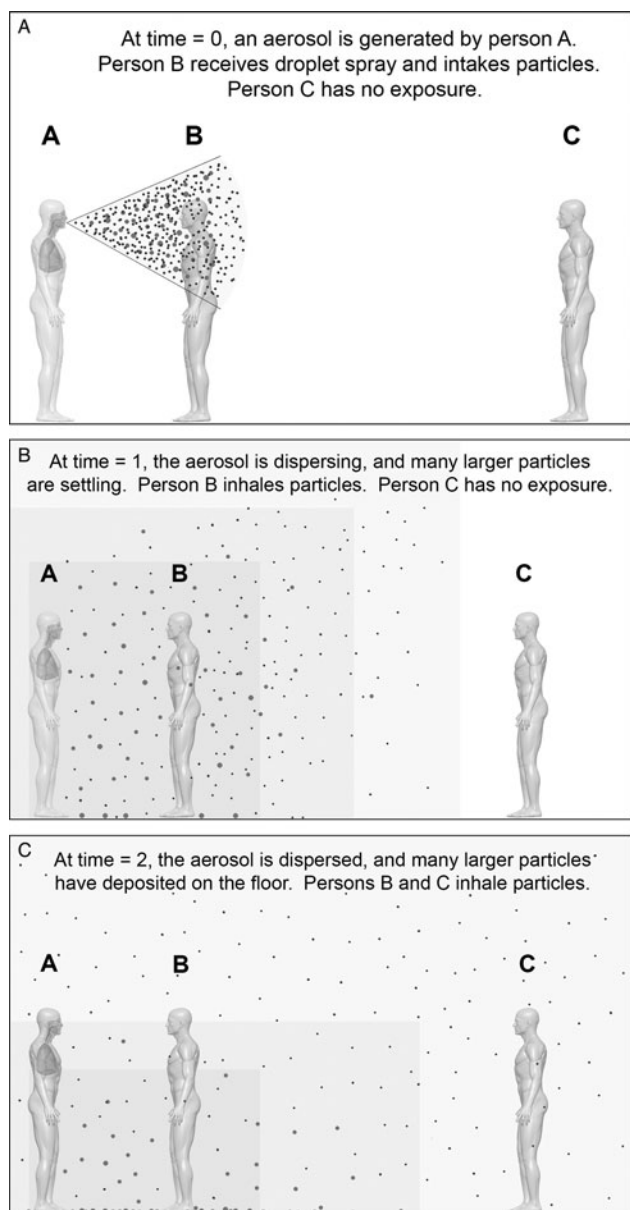 A
At time = 0, an aerosol is generated by person A.
Person B receives droplet spray and intakes particles.
Person C has no exposure.
A B C
B
At time = 1, the aerosol is dispersing, and many larger particles
are settling. Person B inhales particles. Person C has no exposure.
A B C
C
At time = 2, the aerosol is dispersed, and many larger particles
have deposited on the floor. Persons B and C inhale particles.
A B C